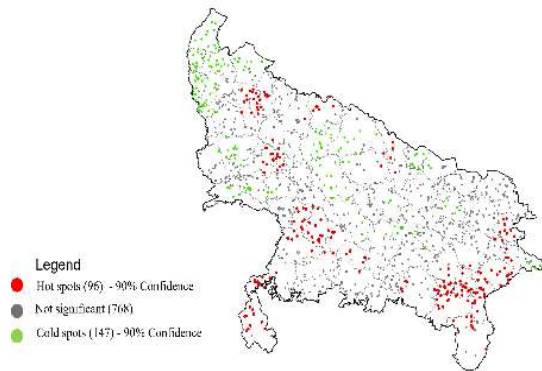 Legend
Hot spots (96) - 90% Confidence
Not significant (768)
Cold spots (147) - 90% Confidence